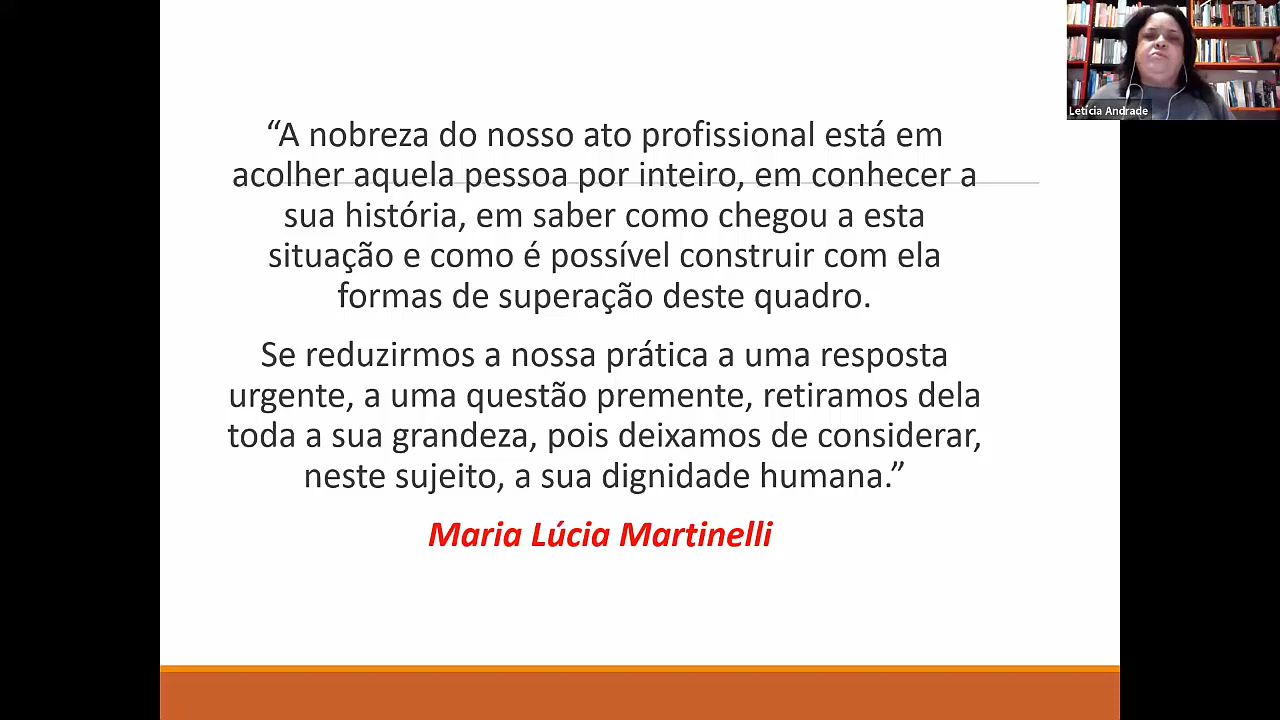 “A nobreza do nosso ato profissional está em
acolher aquela pessoa por inteiro, em conhecer a
sua história, em saber como chegou a esta
situação e como é possível construir com ela
formas de superação deste quadro.
Se reduzirmos a nossa prática a uma resposta
urgente, a uma questão premente, retiramos dela
toda a sua grandeza, pois deixamos de considerar,
neste sujeito, a sua dignidade humana.”
Maria Lúcia Martinelli
Letícia Andrade